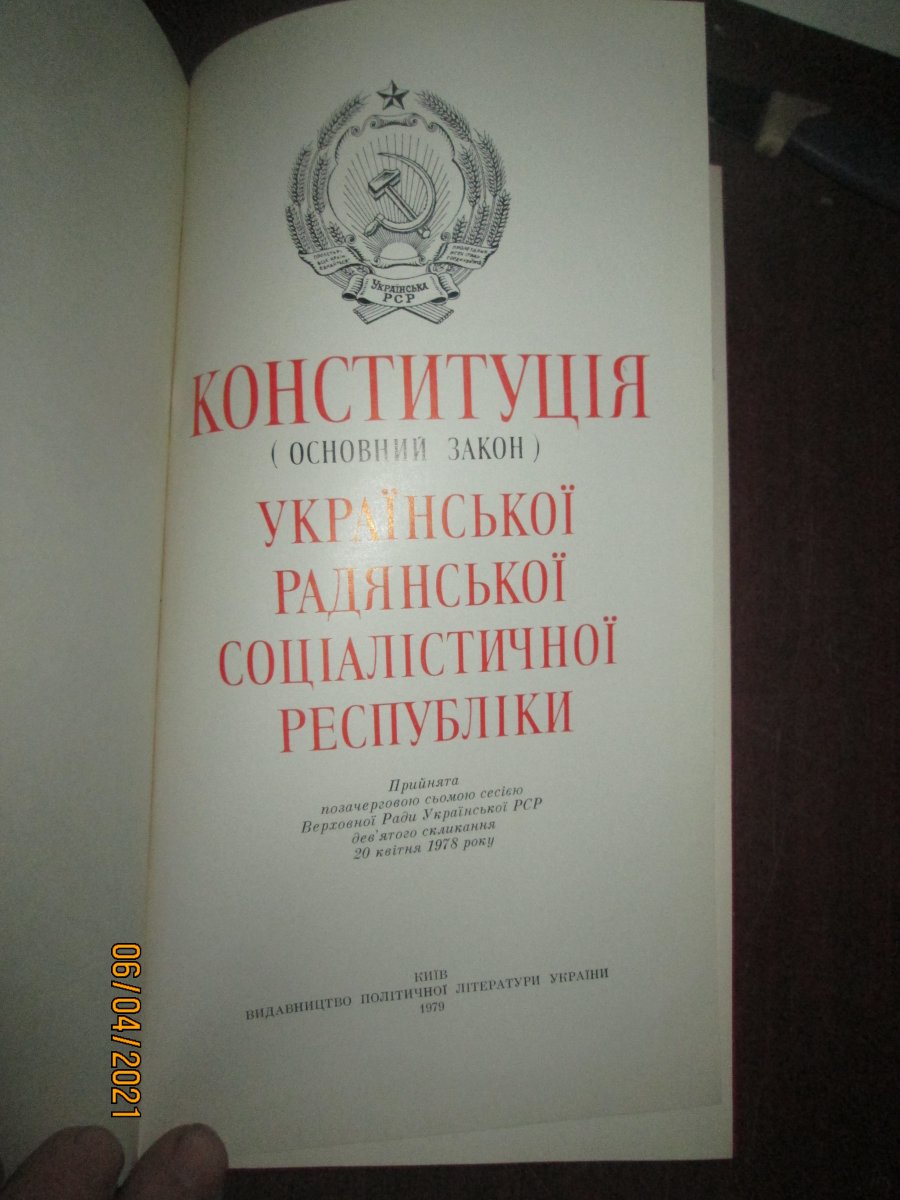 УКРАЇНСЬКА
РСР
КОНСТИТУЦІЯ
( ОСНОВНИЙ ЗАКОН )
УКРАЇНСЬКОЇ
РАДЯНСЬКОЇ
СОЦІАЛІСТИЧНОЇ
РЕСПУБЛІКИ
Прийнята
позачерговою сьомою сесією
Верховної Ради Української РСР
дев'ятого скликання
20 квітня 1978 року
КИЇВ
ВИДАВНИЦТВО ПОЛІТИЧНОЇ ЛІТЕРАТУРИ УКРАЇНИ
1979
06/04/2021